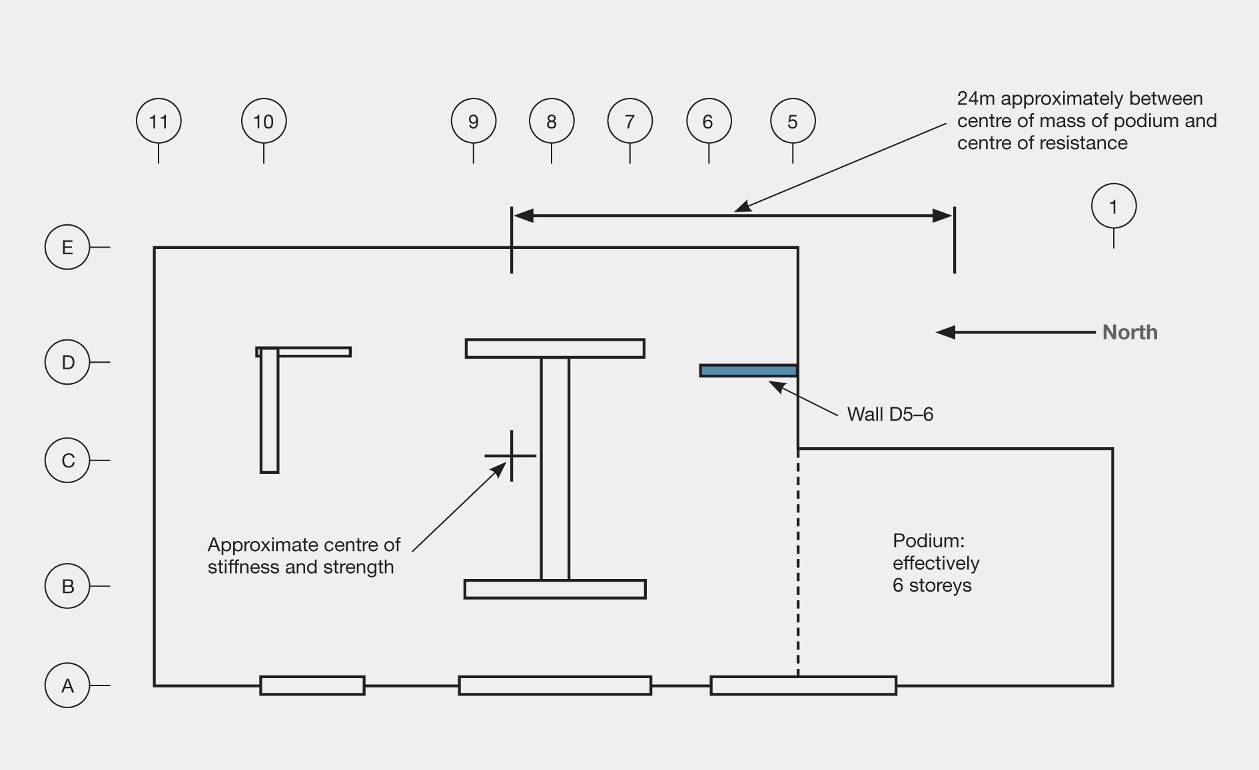 24m approximately between
centre of mass of podium and
centre of resistance
11
10
9
8
7
6
5
1
E
North
D
Wall D5–6
C
Approximate centre of
stiffness and strength
Podium:
effectively
6 storeys
B
A